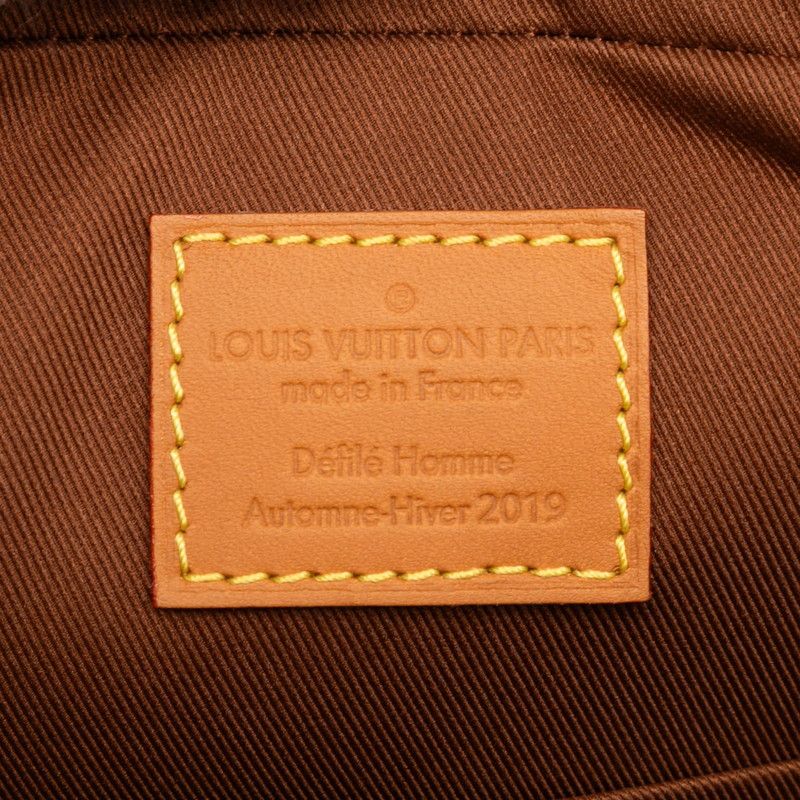 ®
LOUIS VUITTON PARIS
made in France
Défilé Homme
Automne-Hiver 2019